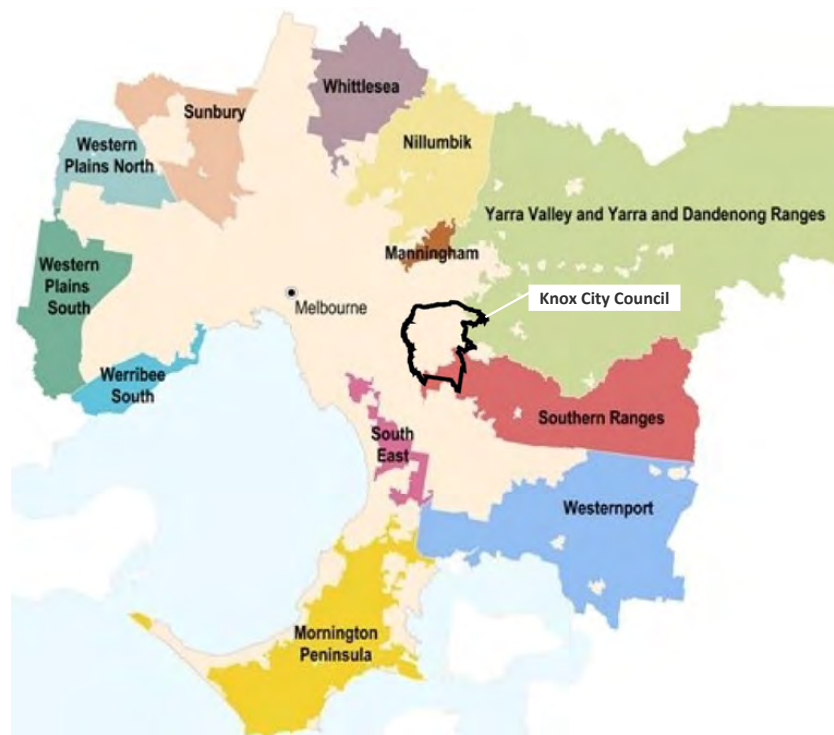 Whittlesea
Sunbury
Western
Plains North
Nillumbik
Yarra Valley and Yarra and Dandenong Ranges
Manningham
Western
Plains
South
Knox City Council
Melbourne
Werribee
South
Southern Ranges
South
East
Westernport
Mornington
Peninsula